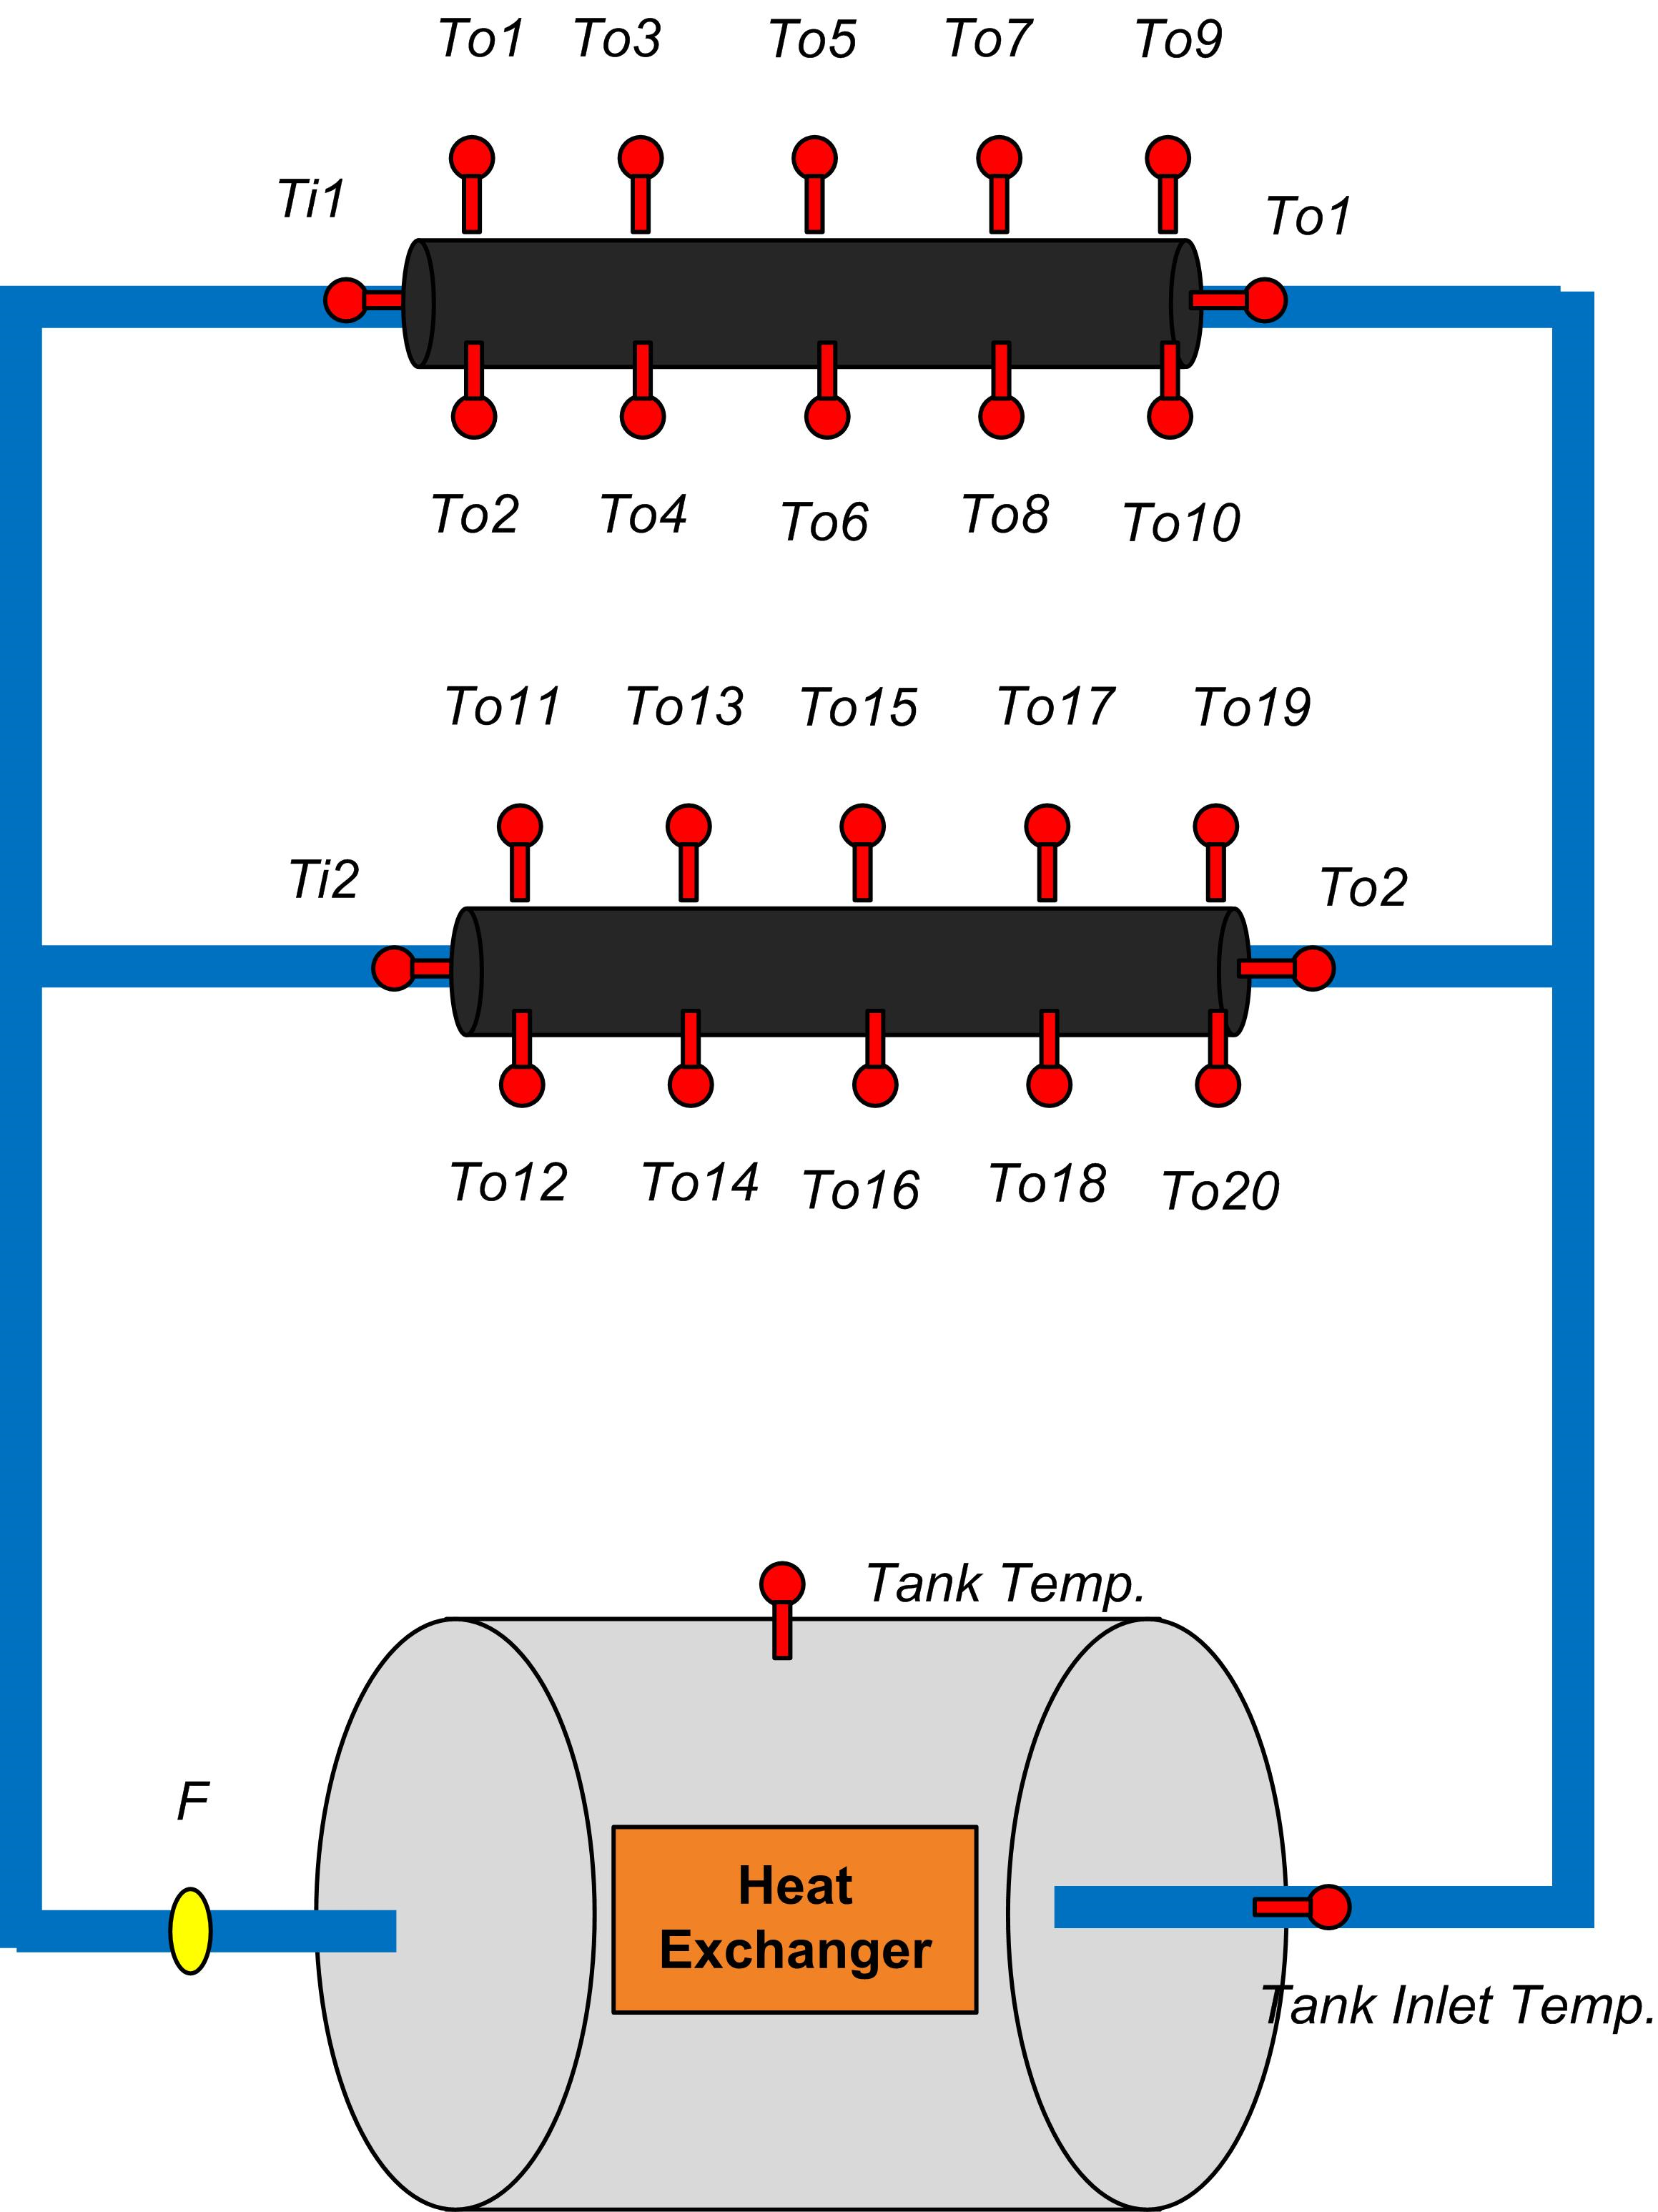 To1 To3 To5 To7 To9
Ti1
To1
To2 To4 To6 To8 To10
To11 To13 To15 To17 To19
Ti2
To2
To12 To14 To16 To18 To20
Tank Temp.
F
Heat
Exchanger
Tank Inlet Temp.